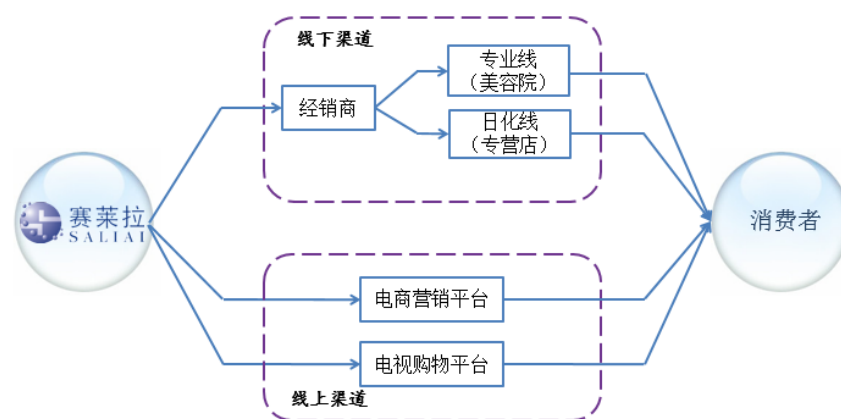 线下渠道
专业线
（美容院）
经销商
日化线
（专营店）
赛莱拉
SALIAI
消费者
电商营销平台
电视购物平台
线上渠道